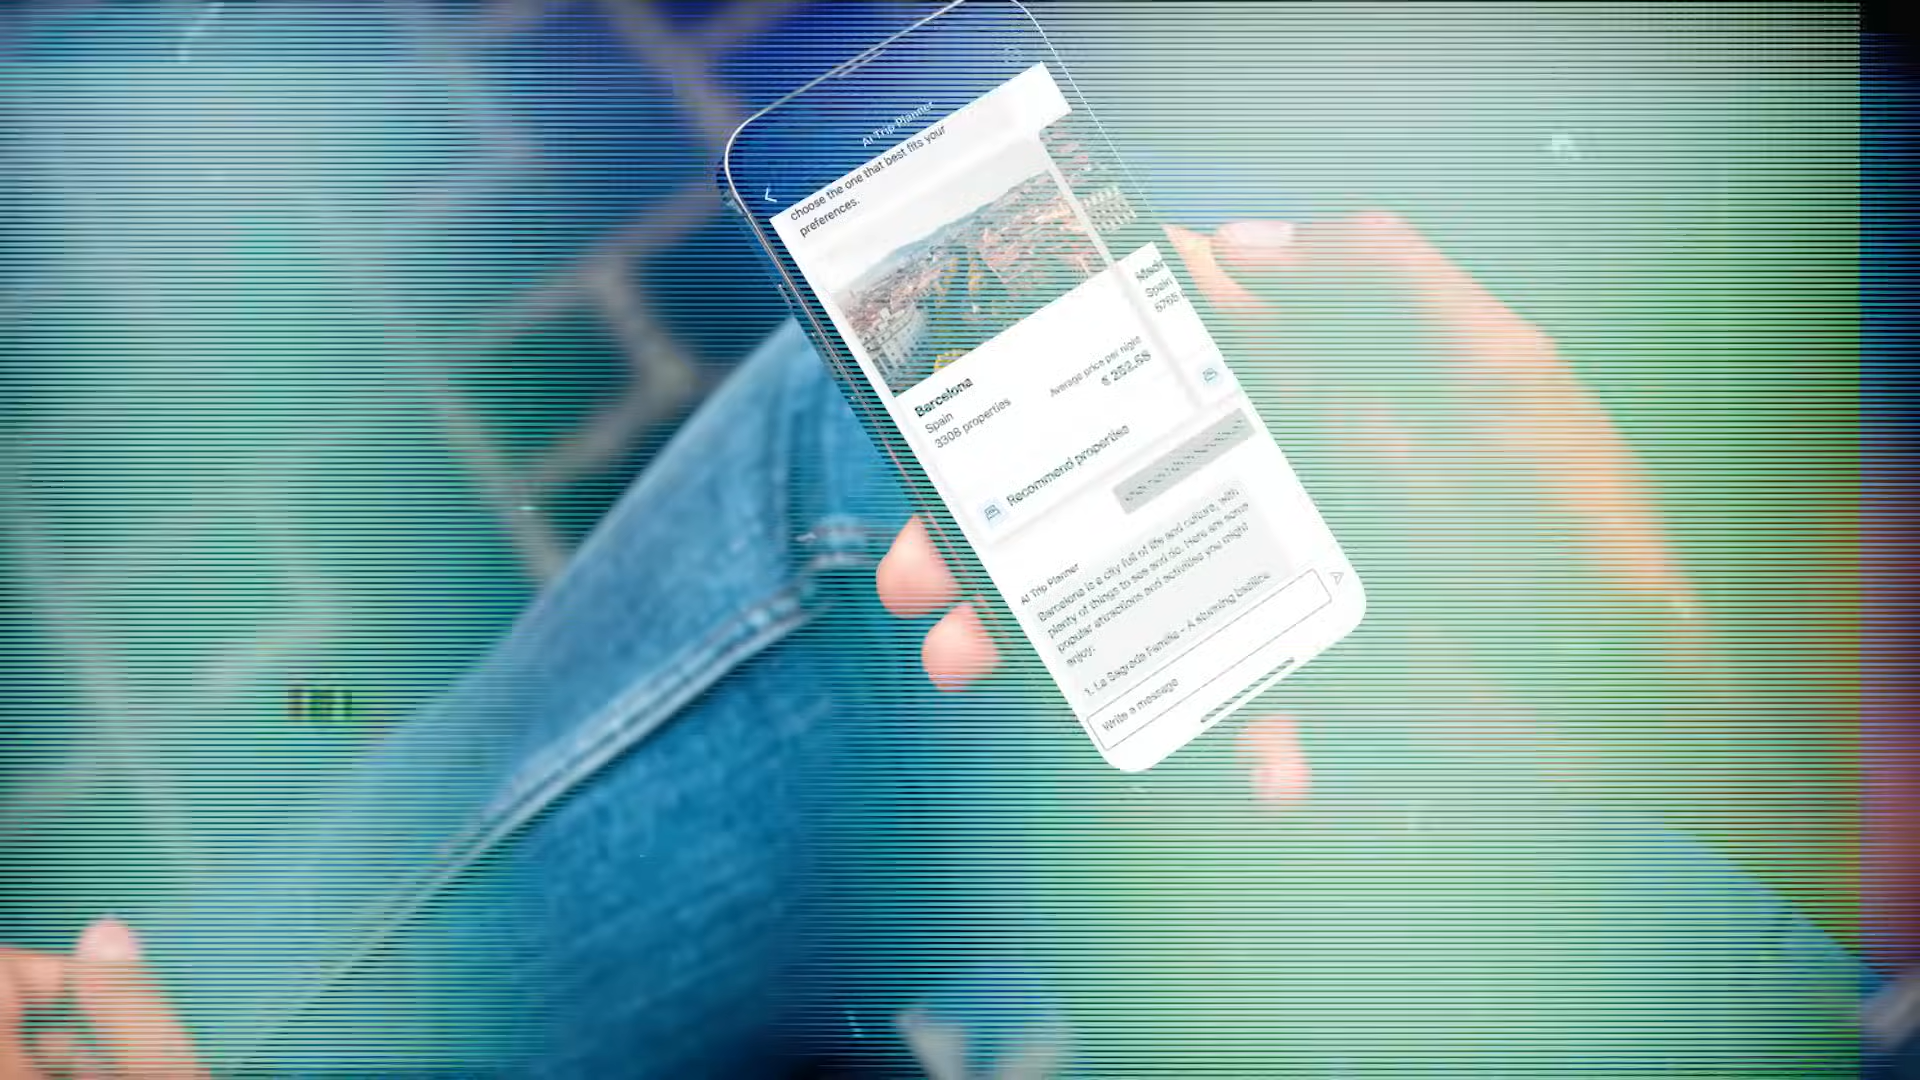 AI Trip Planner
choose the one that best fits your
preferences.
Barcelona
Spain
3308 properties
Average price per night
€ 252.58
Recommend properties
Spain
AI Trip Planner
Barcelona is a city full of life and culture, with
plenty of things to see and do. Here are some
popular attractions and activities you might
enjoy:
1. La Sagrada Familia - A stunning basilica
Write a message